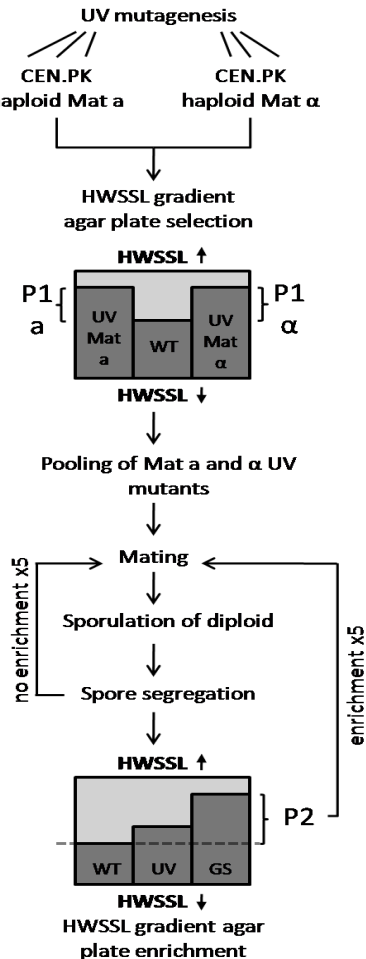 UV mutagenesis
CEN.PK CEN.PK
aploid Mat a haploid Mat α
HWSSL gradient
agar plate selection
HWSSL ↑
P1 P1
a α
UV UV
Mat WT Mat
a α
HWSSL ↓
Pooling of Mat a and α UV
mutants
Mating
Sporulation of diploid
Spore segregation
no enrichment x5
enrichment x5
HWSSL ↑
P2
WT UV GS
HWSSL ↓
HWSSL gradient agar
plate enrichment